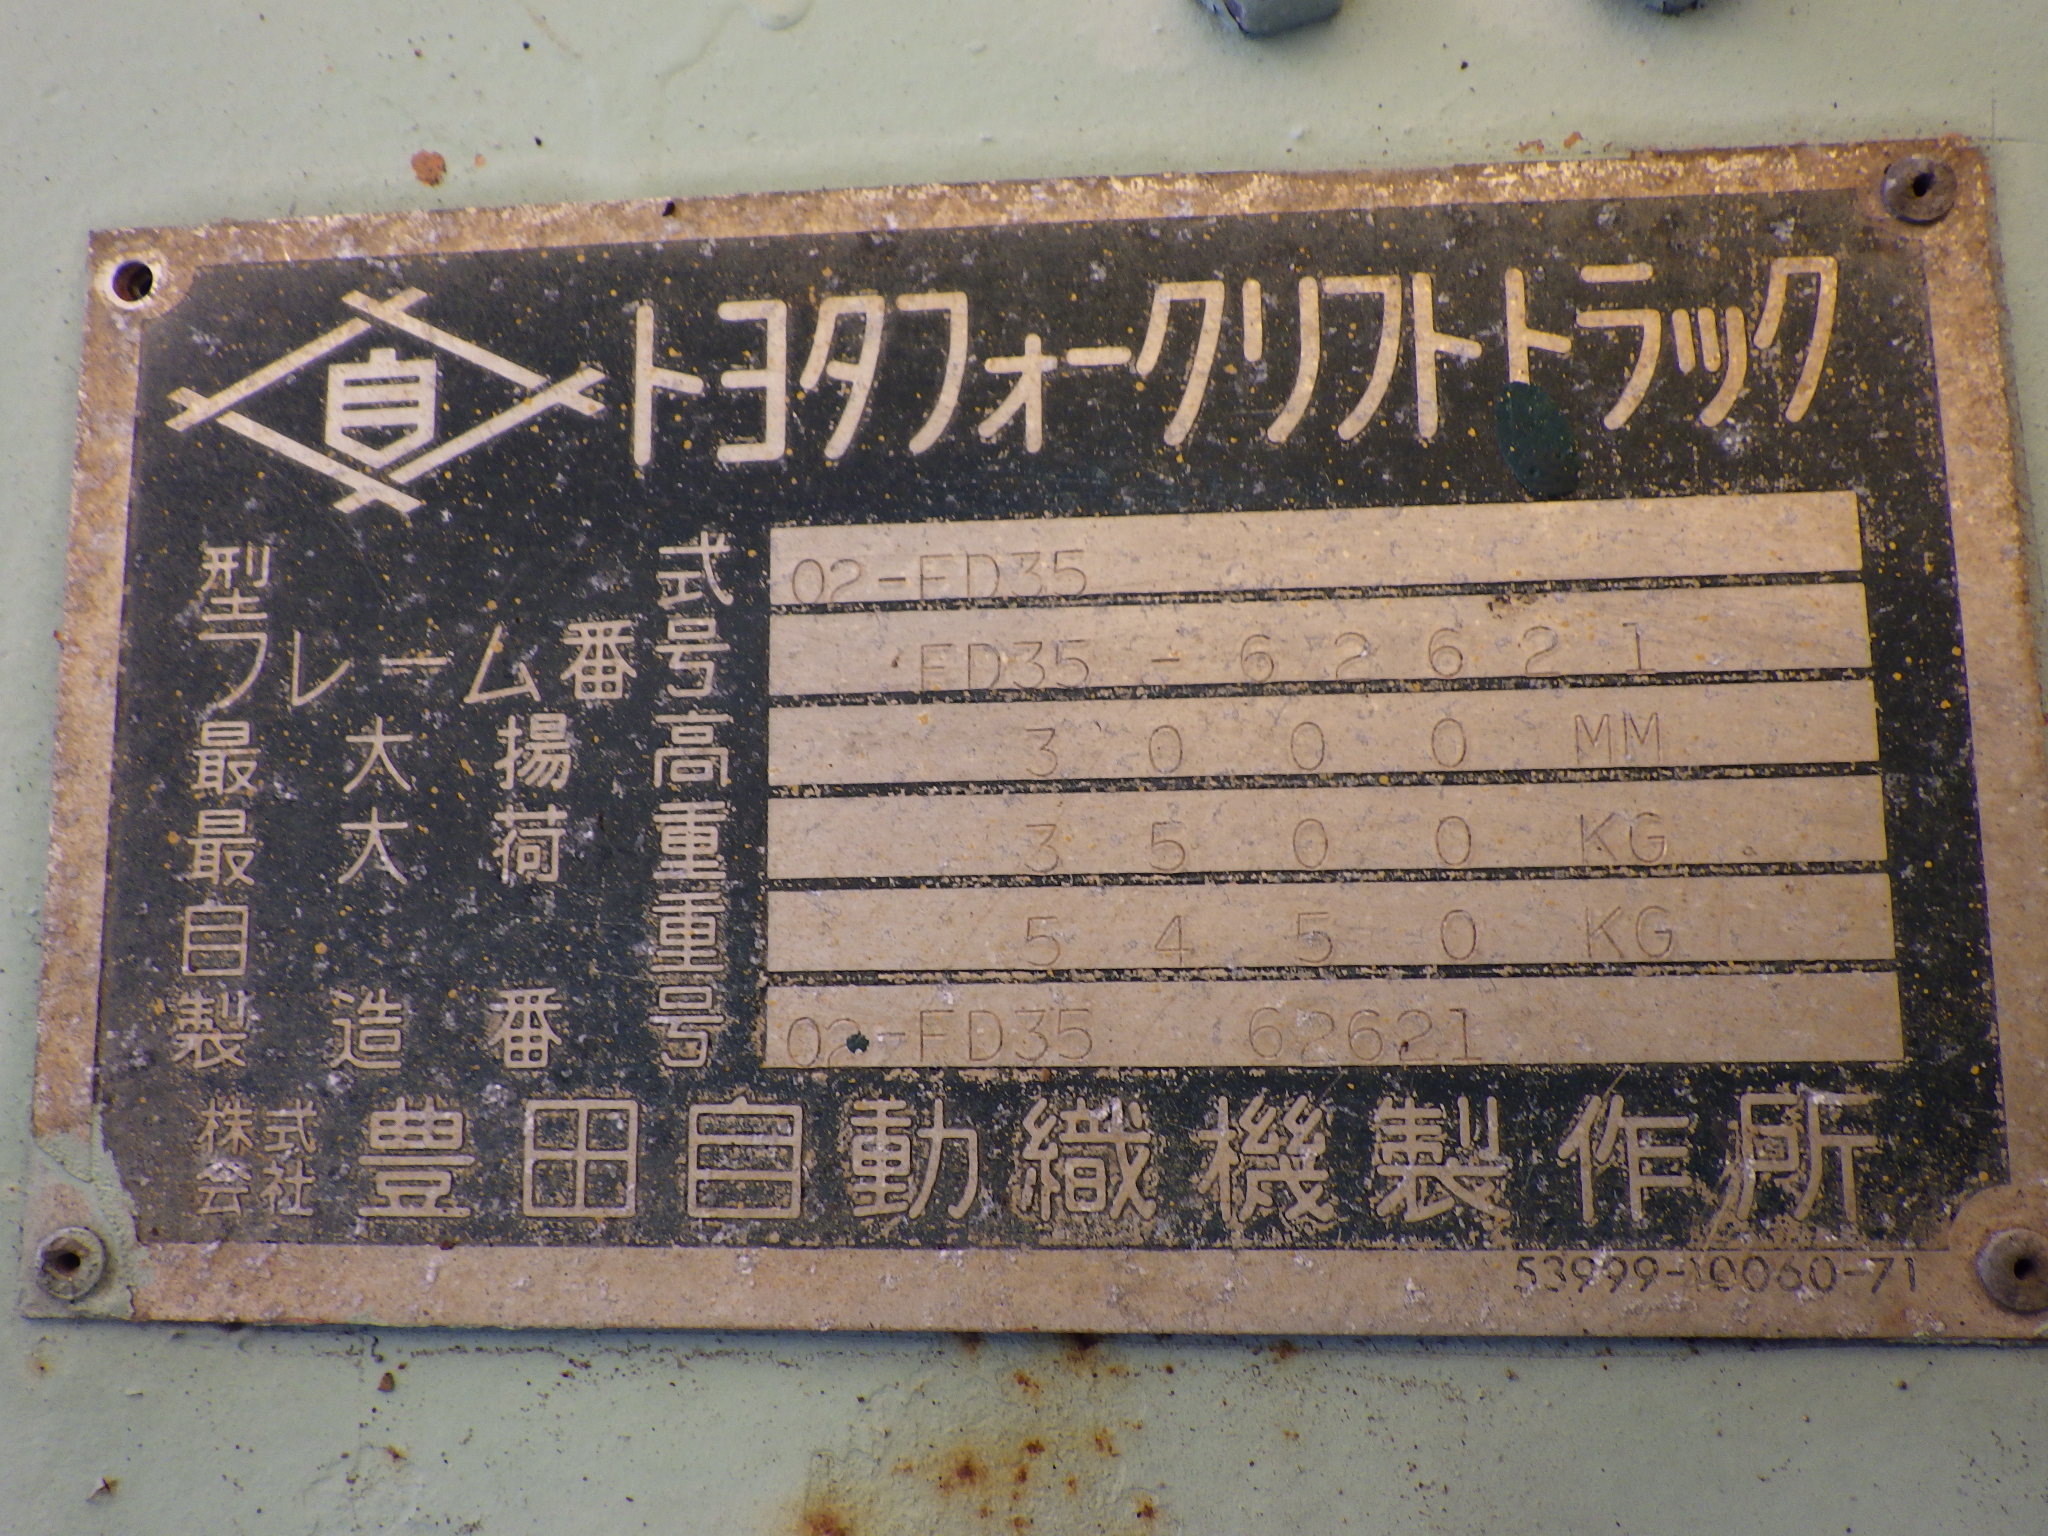 トヨタフォークリフトトラック
型式 02-FD35
フレーム番号 FD35-62621
最大揚高 3000 MM
最大荷重 3500 KG
自重 5450 KG
製造番号 02-FD35 62621
株式会社 豊田自動織機製作所
53999-10060-71